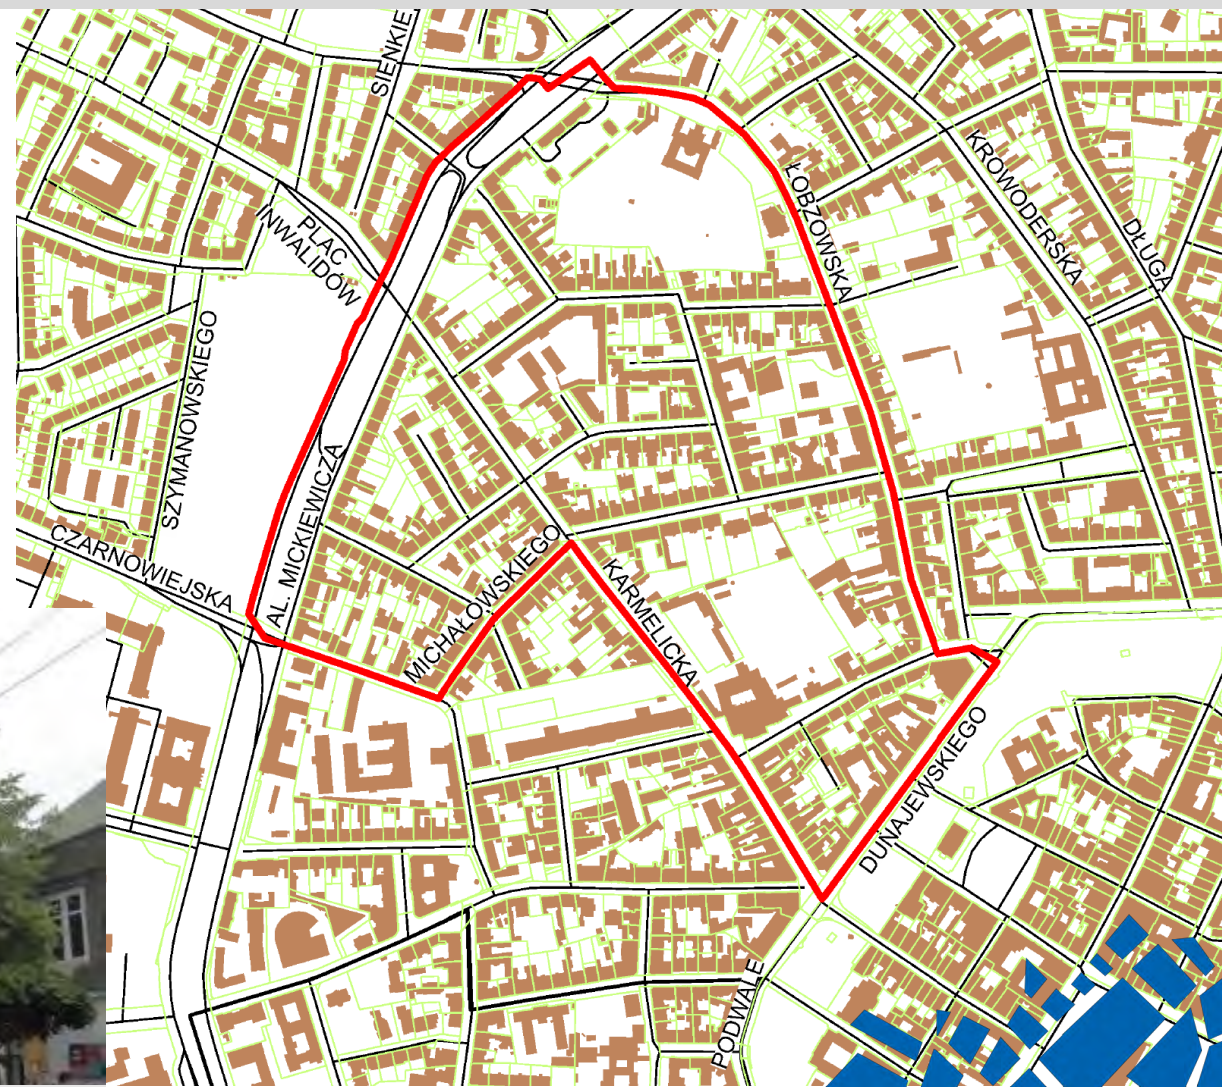 SIENKIE
PLAC
INWALIDÓW
ŁOBZOWSKA
KROWODERSKA
DŁUGA
SZYMANOWSKIEGO
CZARNOWIEJSKA
AL. MICKIEWICZA
MICHAŁOWSKIEGO
KARMELICKA
DUNAJEWSKIEGO
PODWALE